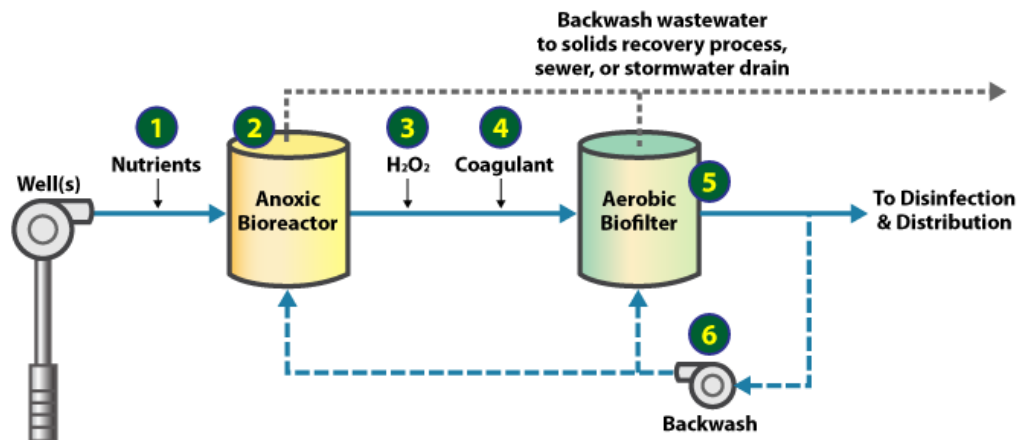 Backwash wastewater
to solids recovery process,
sewer, or stormwater drain
1
2
3
4
Nutrients
H₂O₂
Coagulant
Well(s)
Anoxic
Bioreactor
Aerobic
Biofilter
5
To Disinfection
& Distribution
6
Backwash